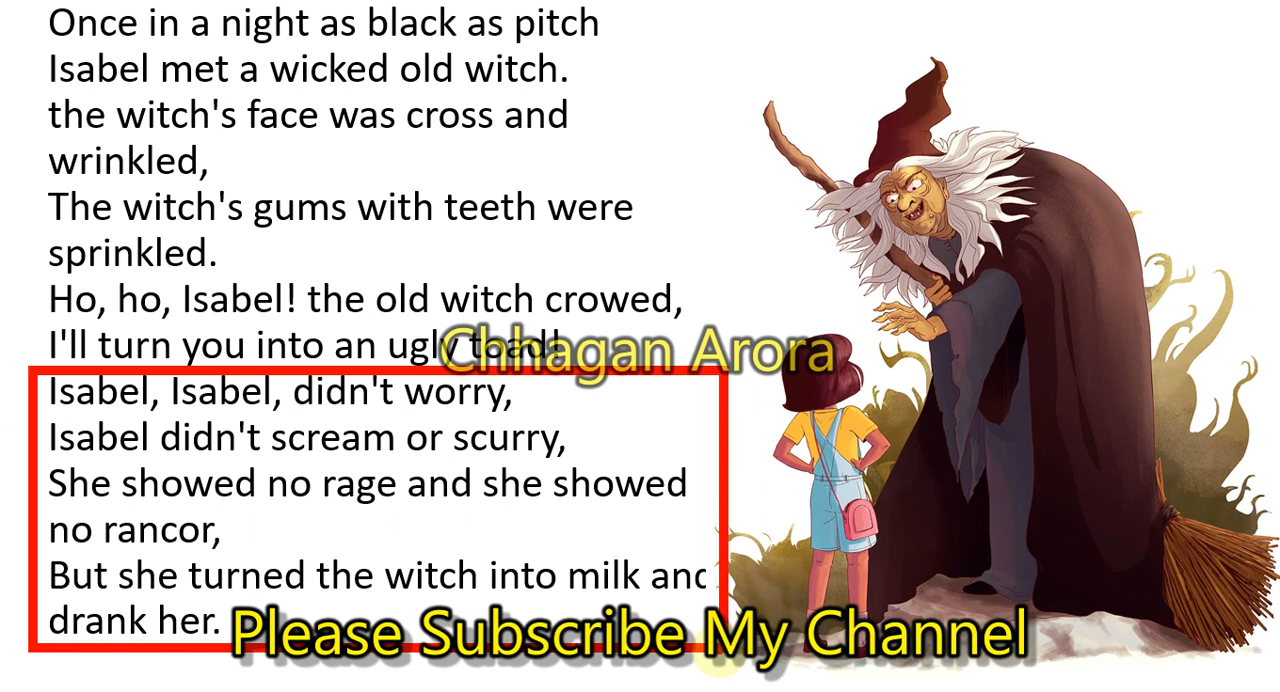 Once in a night as black as pitch
Isabel met a wicked old witch.
the witch's face was cross and
wrinkled,
The witch's gums with teeth were
sprinkled.
Ho, ho, Isabel! the old witch crowed,
I'll turn you into an ugly toad!
Chhagan Arora
Isabel, Isabel, didn't worry,
Isabel didn't scream or scurry,
She showed no rage and she showed
no rancor,
But she turned the witch into milk and
drank her.
Please Subscribe My Channel